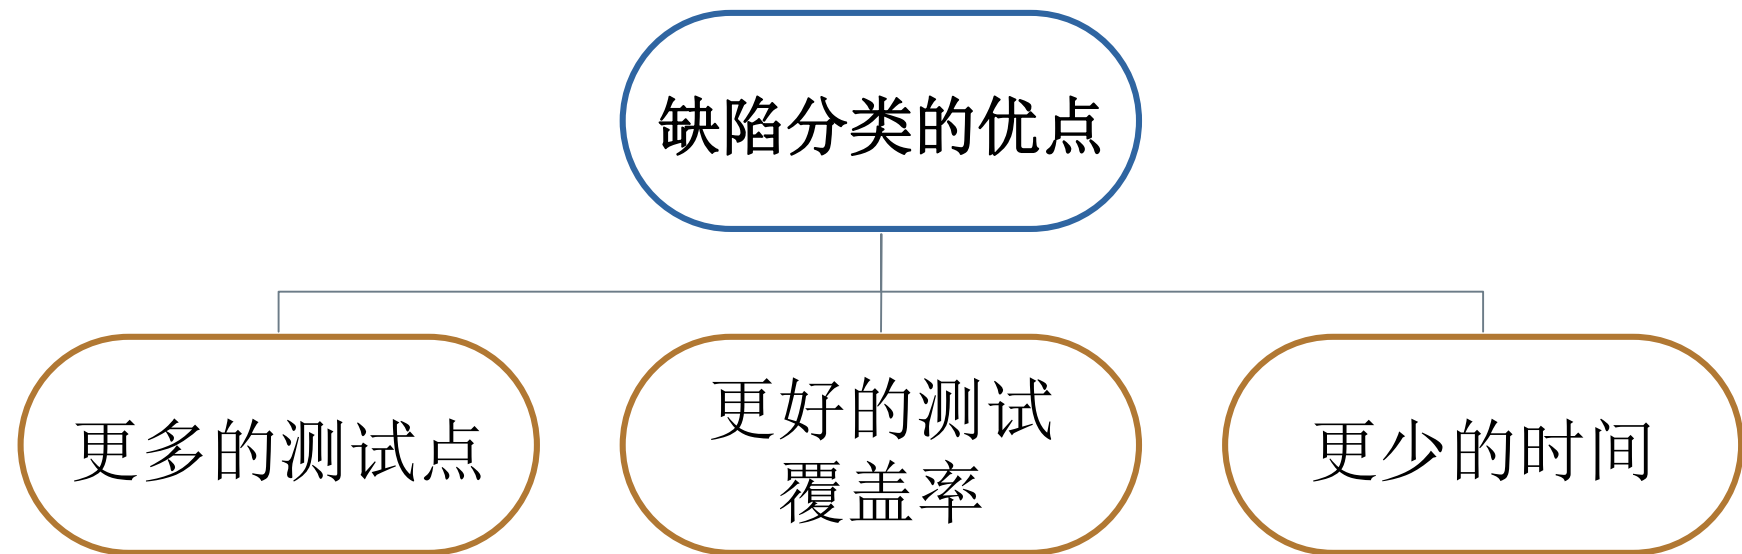 缺陷分类的优点
更多的测试点
更好的测试
覆盖率
更少的时间